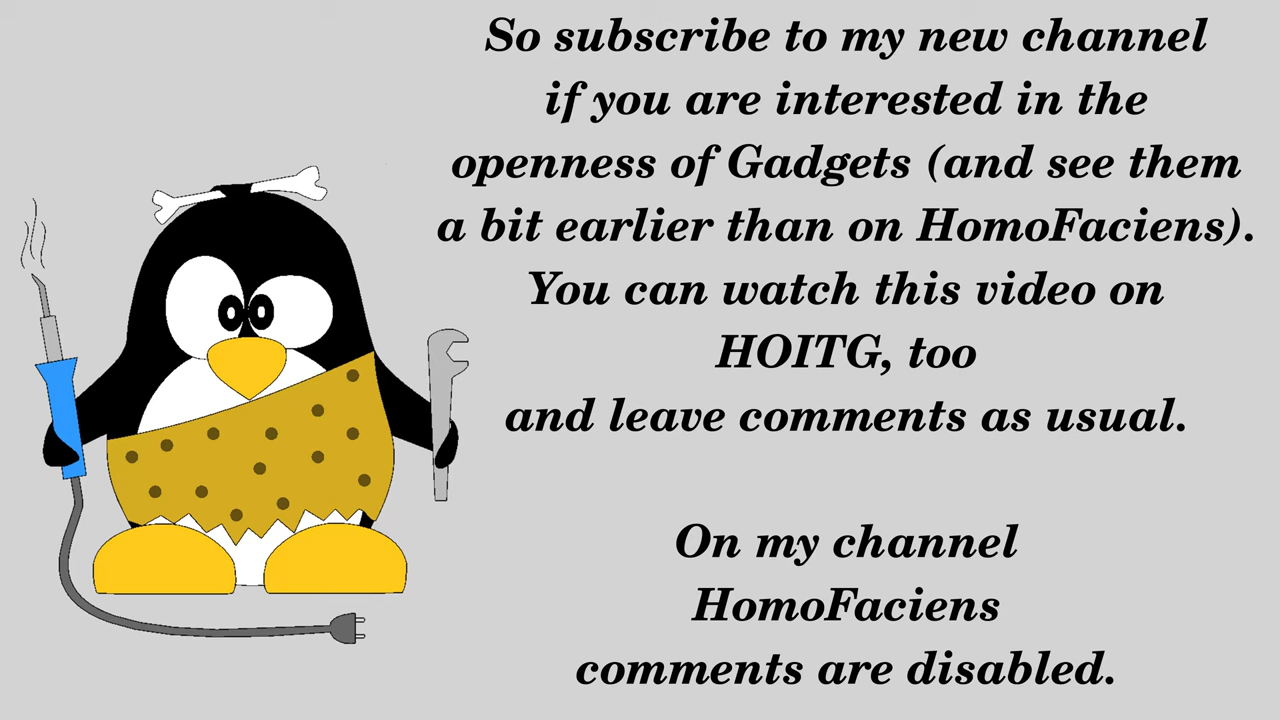 So subscribe to my new channel
if you are interested in the
openness of Gadgets (and see them
a bit earlier than on HomoFaciens).
You can watch this video on
HOITG, too
and leave comments as usual.
On my channel
HomoFaciens
comments are disabled.